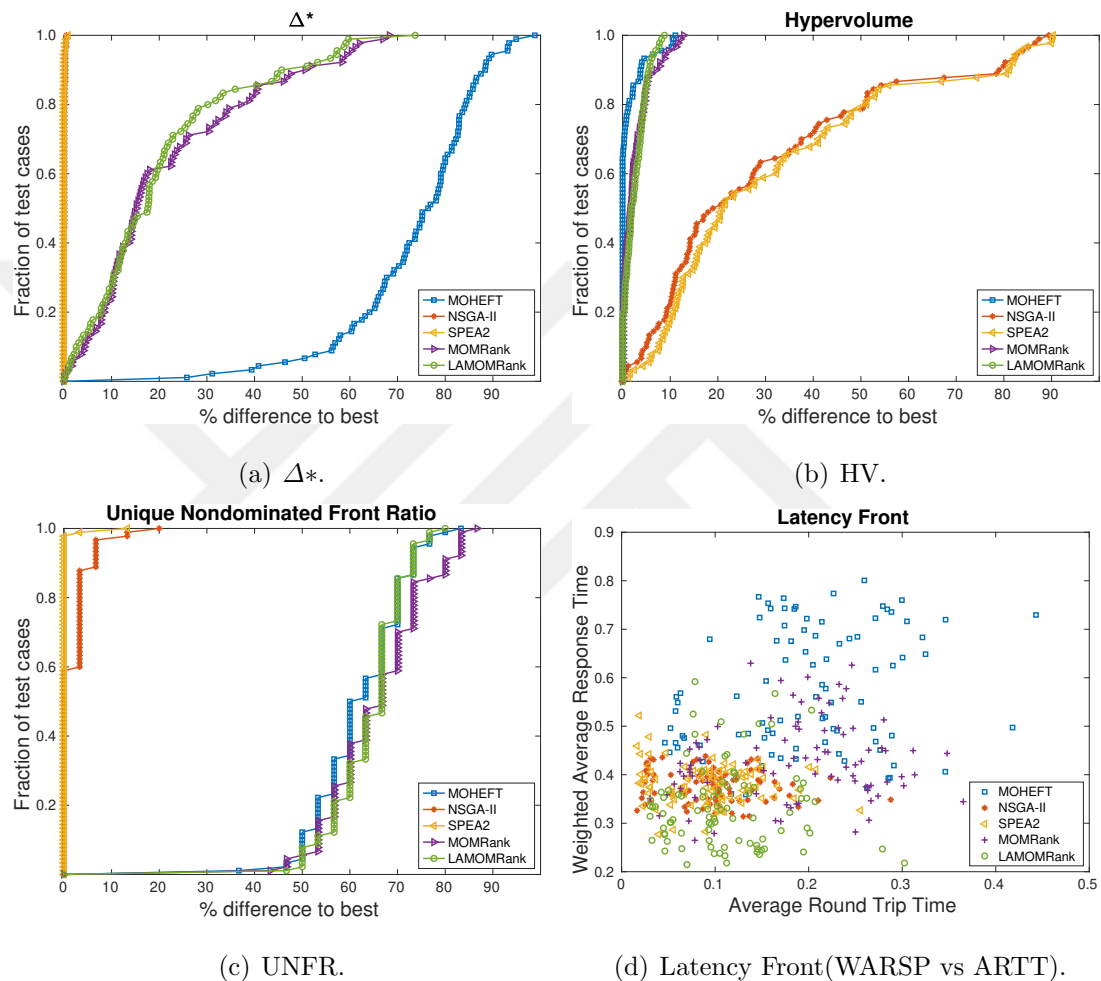 Δ*
Fraction of test cases
1.0
0.8
0.6
0.4
0.2
0 10 20 30 40 50 60 70 80 90
% difference to best
MOHEFT
NSGA-II
SPEA2
MOMRank
LAMOMRank
(a) Δ*.
Hypervolume
Fraction of test cases
1.0
0.8
0.6
0.4
0.2
0 10 20 30 40 50 60 70 80 90
% difference to best
MOHEFT
NSGA-II
SPEA2
MOMRank
LAMOMRank
(b) HV.
Unique Nondominated Front Ratio
Fraction of test cases
1.0
0.8
0.6
0.4
0.2
0 10 20 30 40 50 60 70 80 90
% difference to best
MOHEFT
NSGA-II
SPEA2
MOMRank
LAMOMRank
(c) UNFR.
Latency Front
Weighted Average Response Time
0.9
0.8
0.7
0.6
0.5
0.4
0.3
0.2
0 0.1 0.2 0.3 0.4 0.5
Average Round Trip Time
MOHEFT
NSGA-II
SPEA2
MOMRank
LAMOMRank
(d) Latency Front(WARSP vs ARTT).